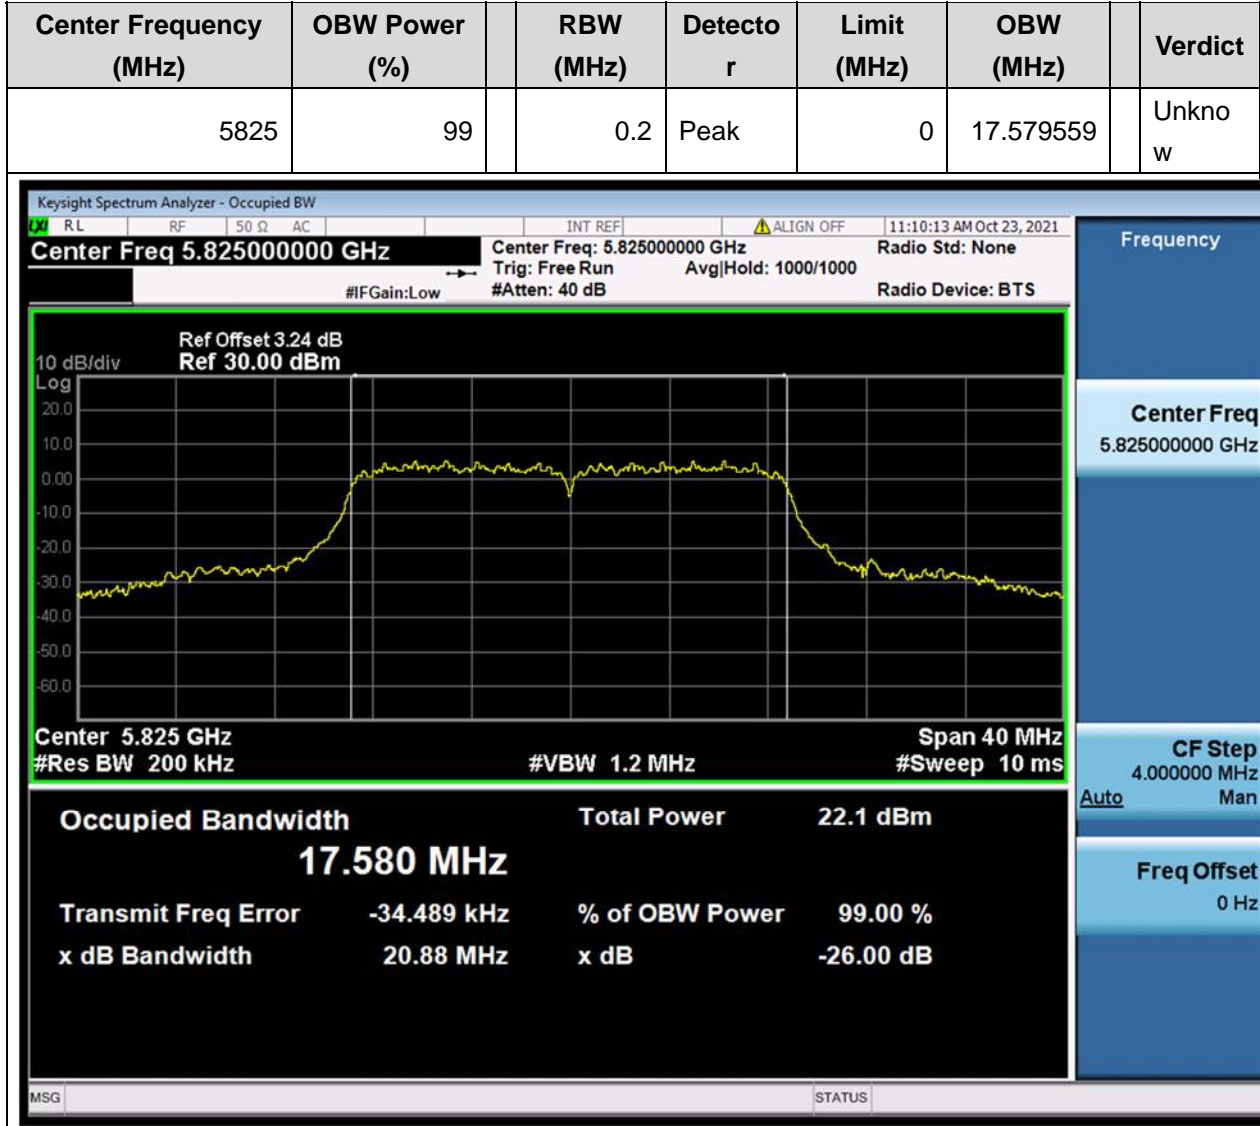 Center Frequency (MHz) OBW Power (%) RBW (MHz) Detecto r Limit (MHz) OBW (MHz) Verdict
5825 99 0.2 Peak 0 17.579559 Unkno w
Keysight Spectrum Analyzer - Occupied BW
LXI RL RF 50 Ω AC INT REF ALIGN OFF 11:10:13 AM Oct 23, 2021
Center Freq 5.825000000 GHz
Center Freq: 5.825000000 GHz Radio Std: None
Trig: Free Run Avg|Hold: 1000/1000
#IFGain:Low #Atten: 40 dB Radio Device: BTS
Ref Offset 3.24 dB
10 dB/div Ref 30.00 dBm
Log
20.0
10.0
0.00
-10.0
-20.0
-30.0
-40.0
-50.0
-60.0
Center 5.825 GHz Span 40 MHz
#Res BW 200 kHz #VBW 1.2 MHz #Sweep 10 ms
Occupied Bandwidth Total Power 22.1 dBm
17.580 MHz
Transmit Freq Error -34.489 kHz % of OBW Power 99.00 %
x dB Bandwidth 20.88 MHz x dB -26.00 dB
MSG STATUS
Frequency
Center Freq
5.825000000 GHz
CF Step
4.000000 MHz
Auto Man
Freq Offset
0 Hz